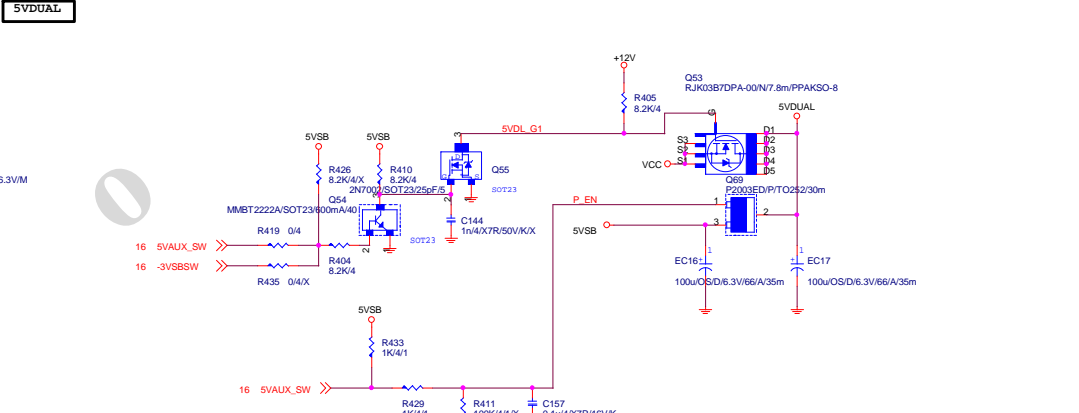 5VDUAL
+12V
Q53
RJK03B7DPA-00/N/7.8m/PPAKSO-8
R405
8.2K/4
5VDUAL
G
3
5VDL_G1
D1
S3
D2
S2
D3
VCC
S1
D4
D5
5VSB
5VSB
R426
8.2K/4/X
R410
8.2K/4
2N7002/SOT23/25pF/5
D
G
S
Q55
SOT23
6.3V/M
Q69
P2003ED/P/TO252/30m
Q54
MMBT2222A/SOT23/600mA/40
3
2
1
P_EN
1
2
3
5VSB
C144
1n/4/X7R/50V/K/X
SOT23
2
1
R419 0/4
16 5VAUX_SW
16 -3VSBSW
R404
8.2K/4
R435 0/4/X
EC16
+
1
100u/OS/D/6.3V/66/A/35m
EC17
+
1
100u/OS/D/6.3V/66/A/35m
5VSB
R433
1K/4/1
16 5VAUX_SW
R429
R411
C157